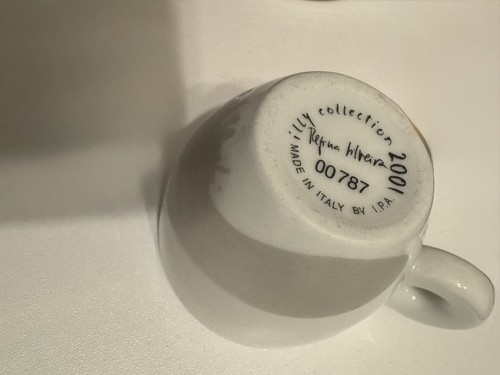 illy collection 2001
Regina Silveira
00787
MADE IN ITALY BY I.P.A.